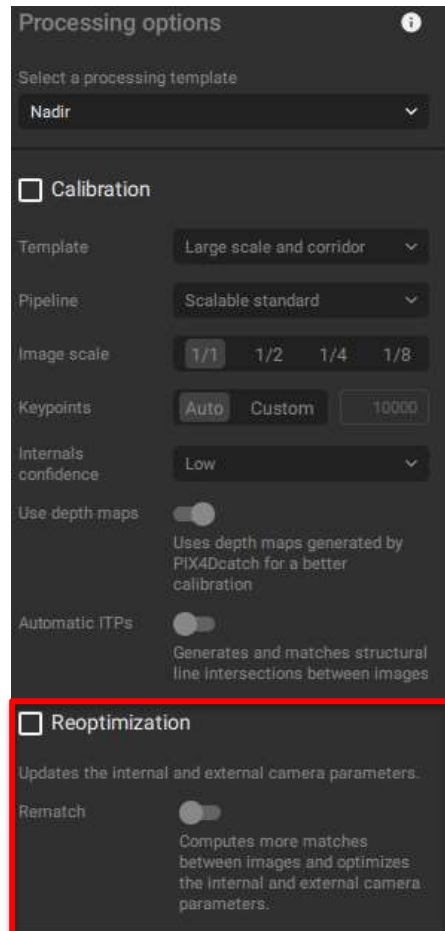 Processing options
Select a processing template
Nadir
Calibration
Template Large scale and corridor
Pipeline Scalable standard
Image scale 1/1 1/2 1/4 1/8
Keypoints Auto Custom 10000
Internals
confidence Low
Use depth maps
Uses depth maps generated by
PIX4Dcatch for a better
calibration
Automatic ITPs
Generates and matches structural
line intersections between images
Reoptimization
Updates the internal and external camera parameters.
Rematch
Computes more matches
between images and optimizes
the internal and external camera
parameters.